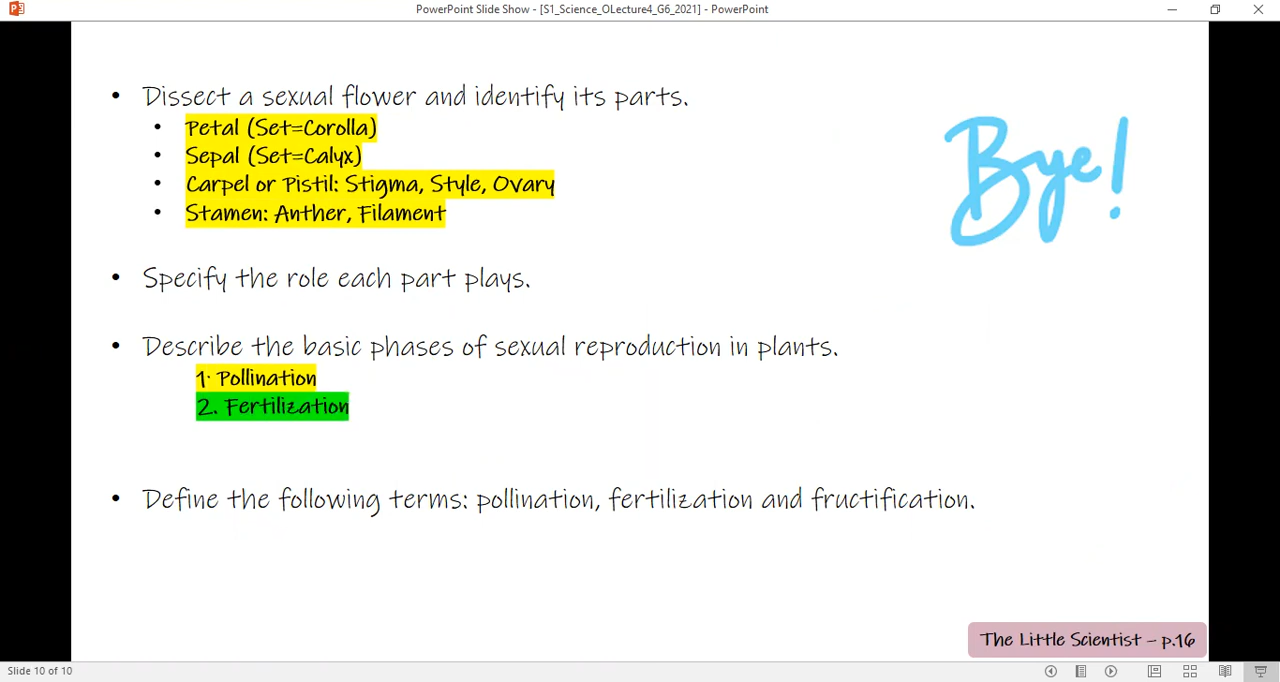 PowerPoint Slide Show - [S1_Science_OLecture4_G6_2021] - PowerPoint
• Dissect a sexual flower and identify its parts.
• Petal (Set=Corolla)
• Sepal (Set=Calyx)
• Carpel or Pistil: Stigma, Style, Ovary
• Stamen: Anther, Filament
Bye!
• Specify the role each part plays.
• Describe the basic phases of sexual reproduction in plants.
1. Pollination
2. Fertilization
• Define the following terms: pollination, fertilization and fructification.
The Little Scientist – p.16
Slide 10 of 10